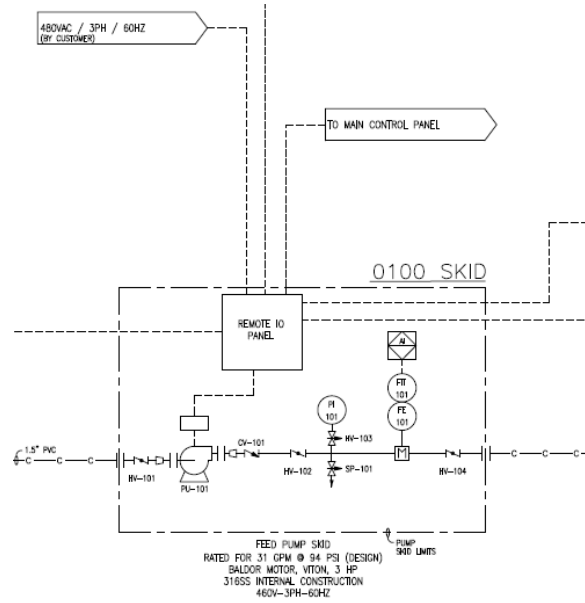 480VAC / 3PH / 60HZ
(BY CUSTOMER)
TO MAIN CONTROL PANEL
0100 SKID
REMOTE IO
PANEL
AI
FIT
101
FE
101
PI
101
1.5" PVC
C C C
HV-101
PU-101
CV-101
HV-102
HV-103
SP-101
M
HV-104
C C C
PUMP
SKID LIMITS
FEED PUMP SKID
RATED FOR 31 GPM @ 94 PSI (DESIGN)
BALDOR MOTOR, VITON, 3 HP
316SS INTERNAL CONSTRUCTION
460V-3PH-60HZ